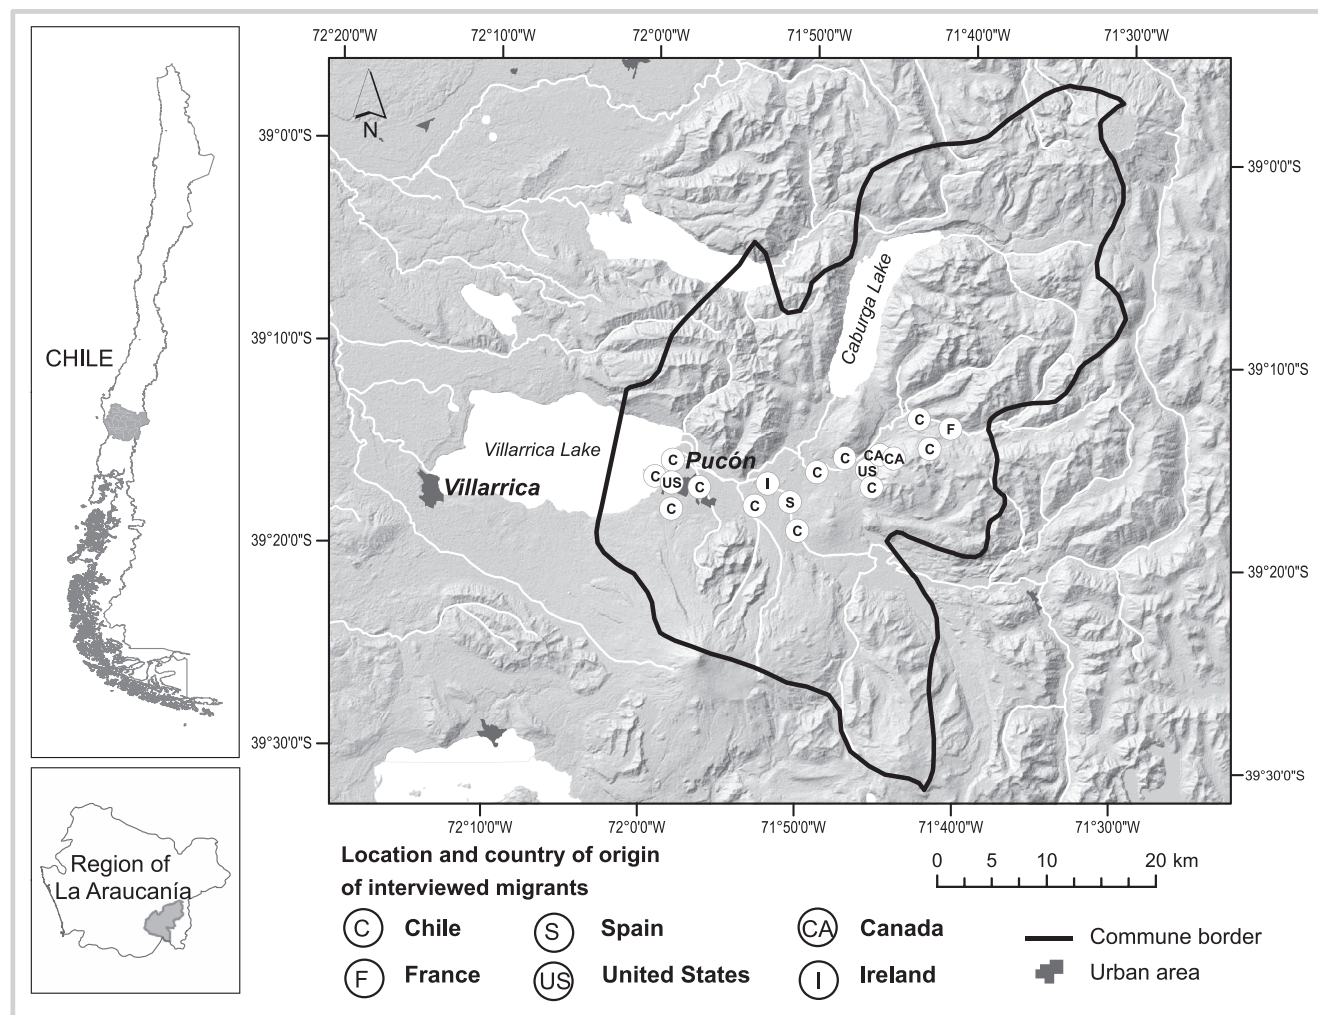 72°20'0"W
72°10'0"W
72°0'0"W
71°50'0"W
71°40'0"W
71°30'0"W
N
39°0'0"S
39°0'0"S
CHILE
39°10'0"S
39°10'0"S
Caburga Lake
Villarrica Lake
Pucón
Villarrica
C
F
C
C
CA
CA
US
C
C
C
C
US
C
C
I
C
S
C
39°20'0"S
39°20'0"S
39°30'0"S
39°30'0"S
72°10'0"W
72°0'0"W
71°50'0"W
71°40'0"W
71°30'0"W
Region of
La Araucanía
Location and country of origin
of interviewed migrants
0 5 10 20 km
C Chile
S Spain
CA Canada
F France
US United States
I Ireland
Commune border
Urban area